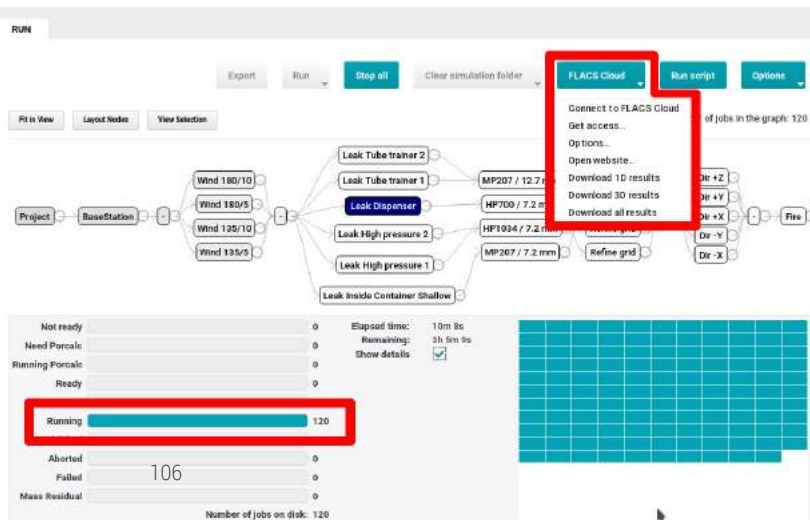 RUN
Export Run Stop all Clear simulation folder FLACS Cloud Run script Options
Fit in View Layout Nodes View Selection
of jobs in the graph: 120
Connect to FLACS Cloud
Get access...
Options...
Open website...
Download 1D results
Download 3D results
Download all results
Project BaseStation - Wind 180/10 Wind 180/5 Wind 135/10 Wind 135/5 -
Leak Tube trainer 2
Leak Tube trainer 1
Leak Dispenser
Leak High pressure 2
Leak High pressure 1
Leak Inside Container Shallow
MP207 / 12.7 mm
HP700 / 7.2 m
HP1034 / 7.2 mm
MP207 / 7.2 mm
Refine grid
Refine grid
Dir +Z
Dir +Y
Dir +X
Dir -Y
Dir -X
- Fire
Not ready 0
Need Porcalc 0
Running Porcalc 0
Ready 0
Running 120
Aborted 0
Failed 106 0
Mass Residual 0
Number of jobs on disk: 120
Elapsed time: 10m 8s
Remaining: 3h 5m 9s
Show details